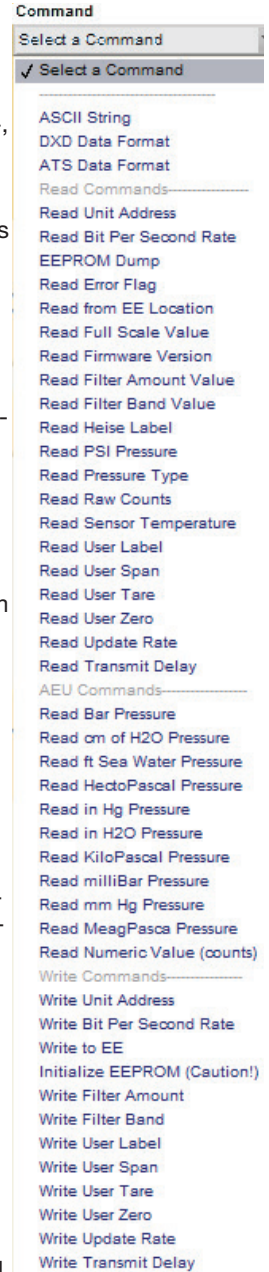 Command
Select a Command
✓ Select a Command
--------------------------------
ASCII String
DXD Data Format
ATS Data Format
Read Commands-----------------
Read Unit Address
Read Bit Per Second Rate
EEPROM Dump
Read Error Flag
Read from EE Location
Read Full Scale Value
Read Firmware Version
Read Filter Amount Value
Read Filter Band Value
Read Heise Label
Read PSI Pressure
Read Pressure Type
Read Raw Counts
Read Sensor Temperature
Read User Label
Read User Span
Read User Tare
Read User Zero
Read Update Rate
Read Transmit Delay
AEU Commands-----------------
Read Bar Pressure
Read cm of H2O Pressure
Read ft Sea Water Pressure
Read HectoPascal Pressure
Read in Hg Pressure
Read in H2O Pressure
Read KiloPascal Pressure
Read milliBar Pressure
Read mm Hg Pressure
Read MeagPasca Pressure
Read Numeric Value (counts)
Write Commands---------------
Write Unit Address
Write Bit Per Second Rate
Write to EE
Initialize EEPROM (Caution!)
Write Filter Amount
Write Filter Band
Write User Label
Write User Span
Write User Tare
Write User Zero
Write Update Rate
Write Transmit Delay